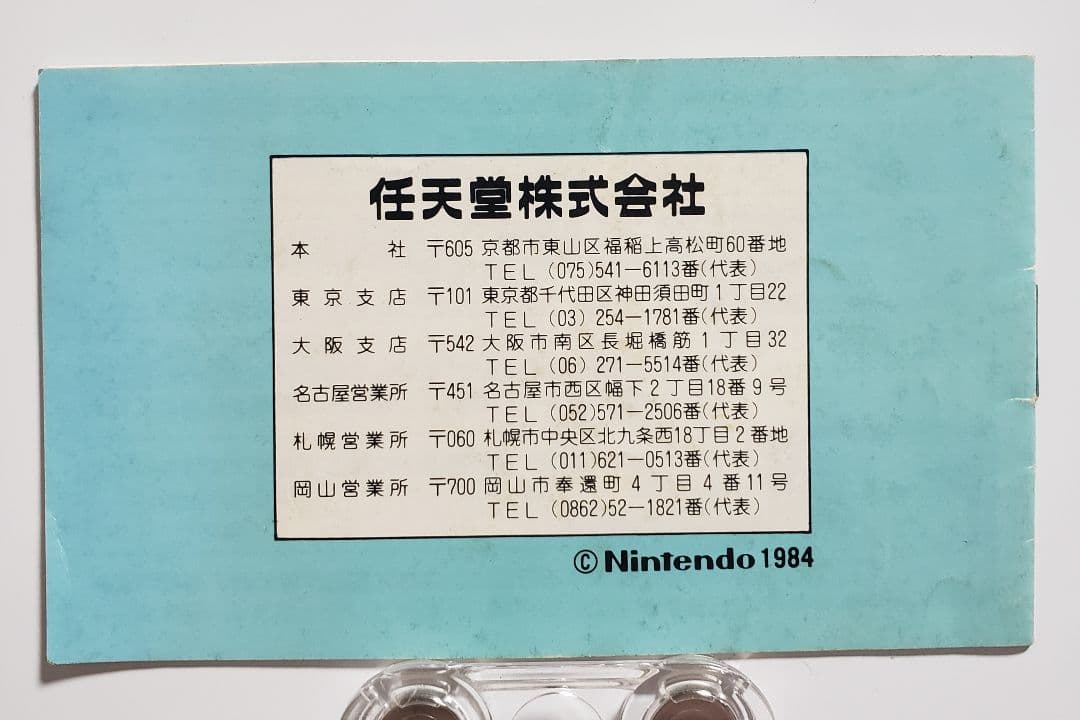 任天堂株式会社
本社 〒605 京都市東山区福稲上高松町60番地
TEL (075)541-6113番(代表)
東京支店 〒101 東京都千代田区神田須田町1丁目22
TEL (03) 254-1781番(代表)
大阪支店 〒542 大阪市南区長堀橋筋1丁目32
TEL (06) 271-5514番(代表)
名古屋営業所 〒451 名古屋市西区幅下2丁目18番9号
TEL (052)571-2506番(代表)
札幌営業所 〒060 札幌市中央区北九条西18丁目2番地
TEL (011)621-0513番(代表)
岡山営業所 〒700 岡山市奉還町4丁目4番11号
TEL (0862)52-1821番(代表)
©Nintendo 1984